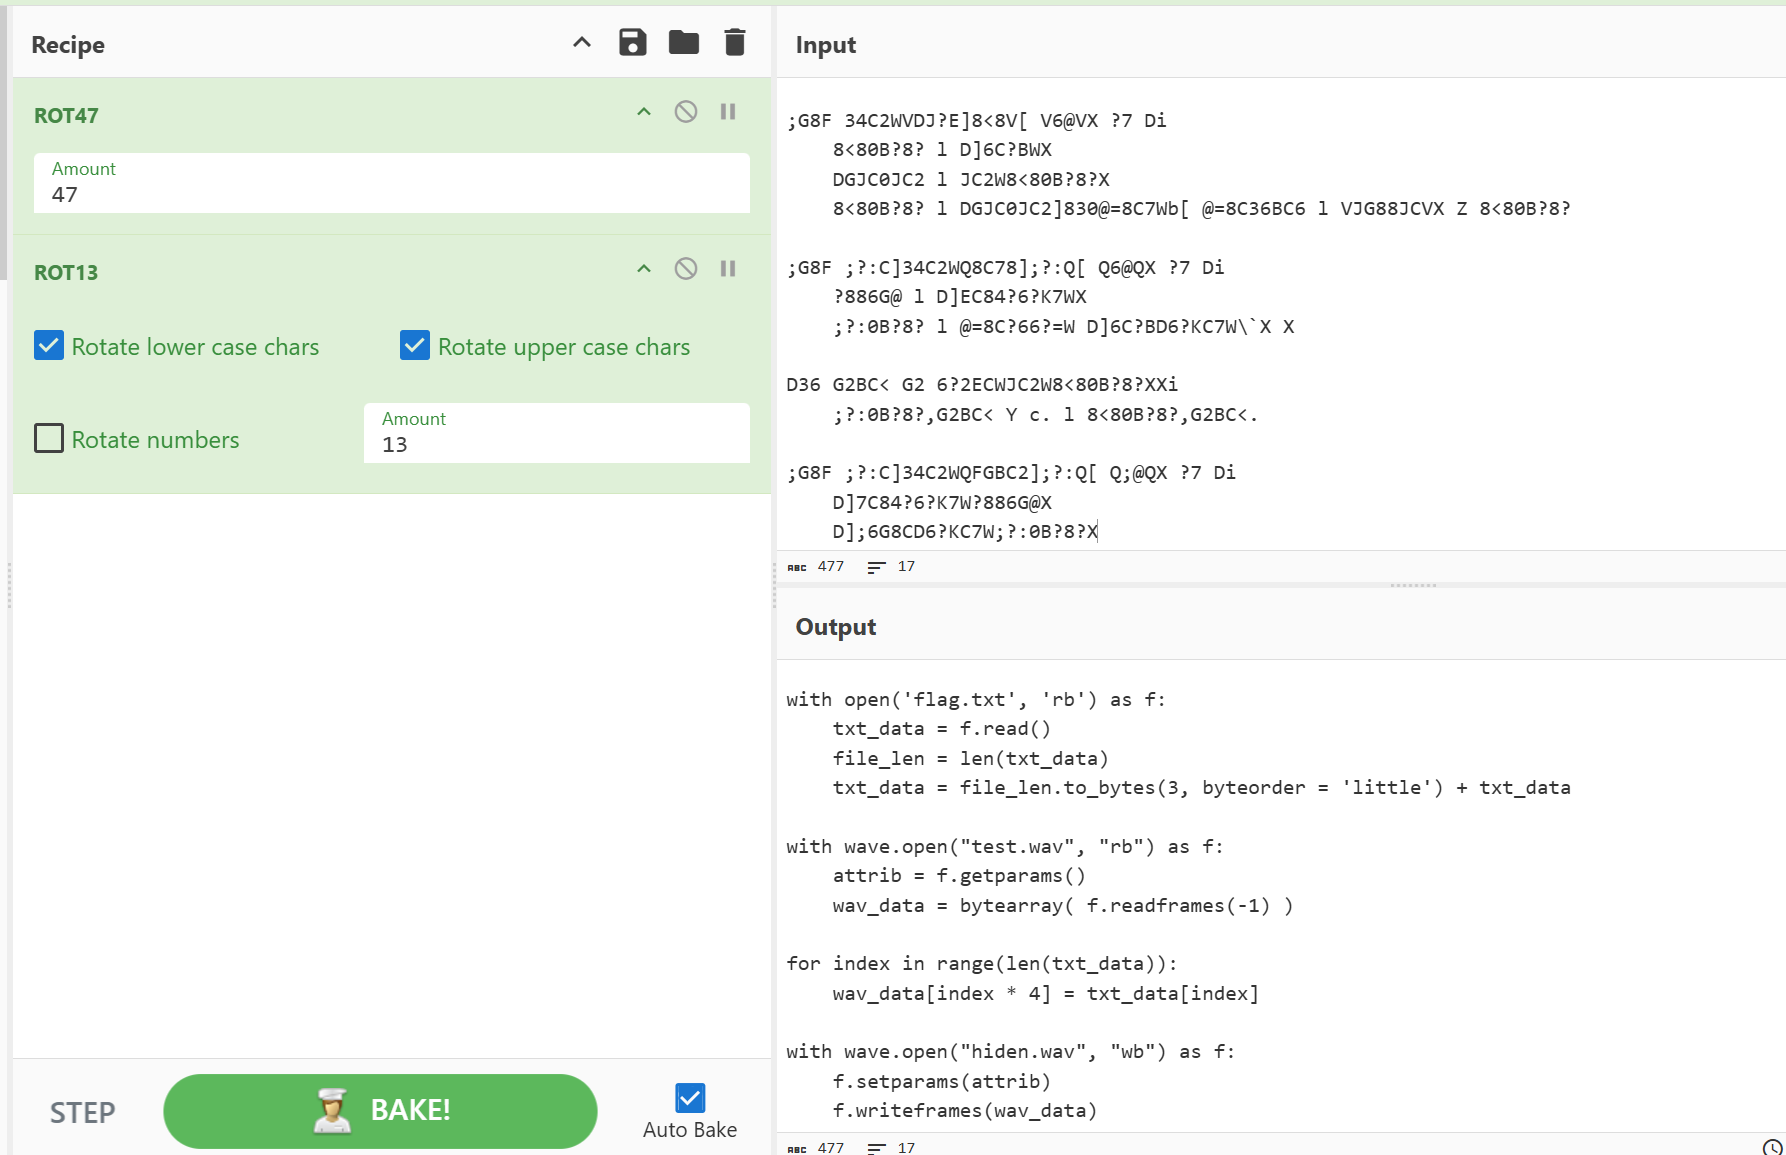 Recipe
ROT47
Amount
47
ROT13
Rotate lower case chars
Rotate upper case chars
Rotate numbers
Amount
13
STEP
BAKE!
Auto Bake
Input
;G8F 34C2WVDJ?E]8<8V[ V6@VX ?7 Di
    8<80B?8? l D]6C?BWX
    DGJC0JC2 l JC2W8<80B?8?X
    8<80B?8? l DGJC0JC2]830@=8C7Wb[ @=8C36BC6 l VJG88JCVX Z 8<80B?8?
;G8F ;?:C]34C2WQ8C78];?:Q[ Q6@QX ?7 Di
    ?886G@ l D]EC84?6?K7WX
    ;?:0B?8? l @=8C?66?=W D]6C?BD6?KC7W\`X X
D36 G2BC< G2 6?2ECWJC2W8<80B?8?XXi
    ;?:0B?8?,G2BC< Y c. l 8<80B?8?,G2BC<.
;G8F ;?:C]34C2WQFGBC2];?:Q[ Q;@QX ?7 Di
    D]7C84?6?K7W?886G@X
    D];6G8CD6?KC7W;?:0B?8?X
ABC 477 17
Output
with open('flag.txt', 'rb') as f:
    txt_data = f.read()
    file_len = len(txt_data)
    txt_data = file_len.to_bytes(3, byteorder = 'little') + txt_data
with wave.open("test.wav", "rb") as f:
    attrib = f.getparams()
    wav_data = bytearray( f.readframes(-1) )
for index in range(len(txt_data)):
    wav_data[index * 4] = txt_data[index]
with wave.open("hiden.wav", "wb") as f:
    f.setparams(attrib)
    f.writeframes(wav_data)
ABC 477 17